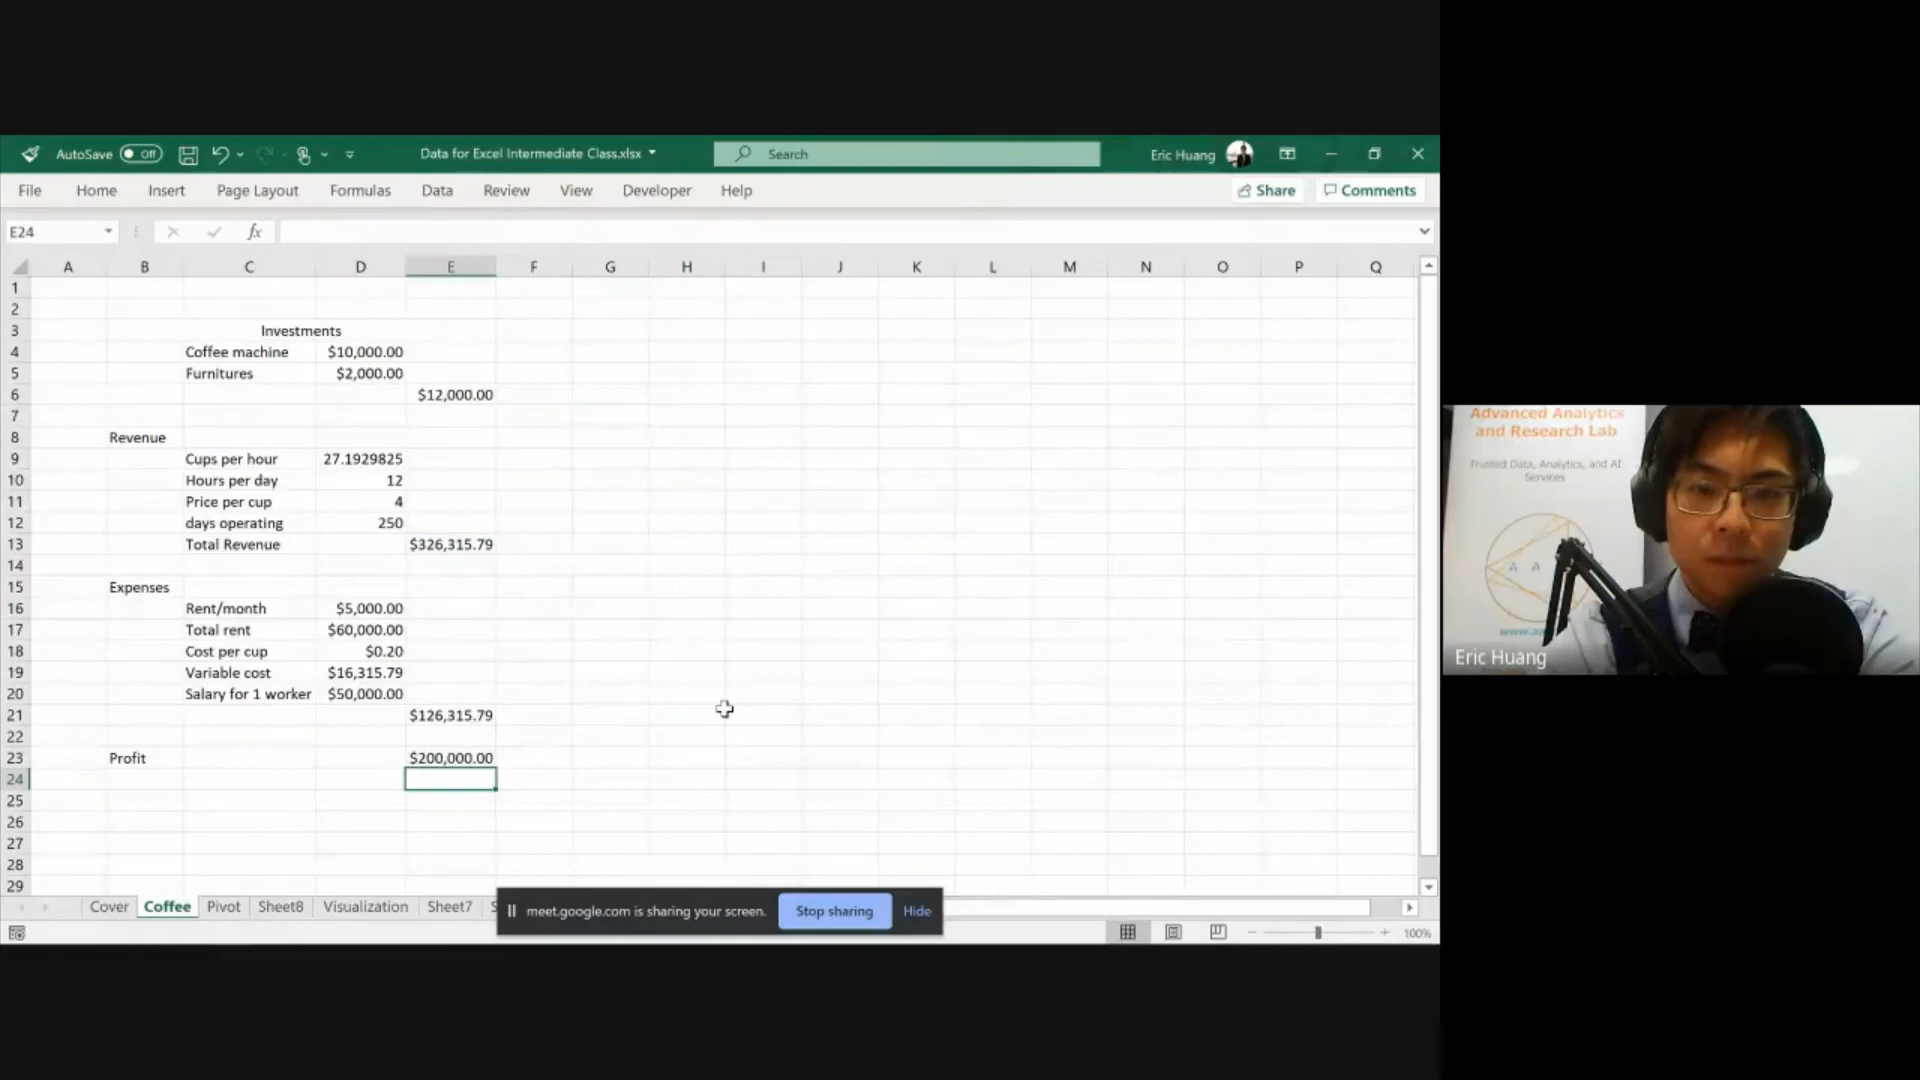 AutoSave Off Data for Excel Intermediate Class.xlsx Search Eric Huang
File Home Insert Page Layout Formulas Data Review View Developer Help Share Comments
E24 fx
A B C D E F G H I J K L M N O P Q
1
2
3 Investments
4 Coffee machine $10,000.00
5 Furnitures $2,000.00
6 $12,000.00
7
8 Revenue
9 Cups per hour 27.1929825
10 Hours per day 12
11 Price per cup 4
12 days operating 250
13 Total Revenue $326,315.79
14
15 Expenses
16 Rent/month $5,000.00
17 Total rent $60,000.00
18 Cost per cup $0.20
19 Variable cost $16,315.79
20 Salary for 1 worker $50,000.00
21 $126,315.79
22
23 Profit $200,000.00
24
25
26
27
28
29
Cover Coffee Pivot Sheet8 Visualization Sheet7
meet.google.com is sharing your screen. Stop sharing Hide
100%
Advanced Analytics
and Research Lab
Trusted Data, Analytics, and AI
Services
A A
Eric Huang